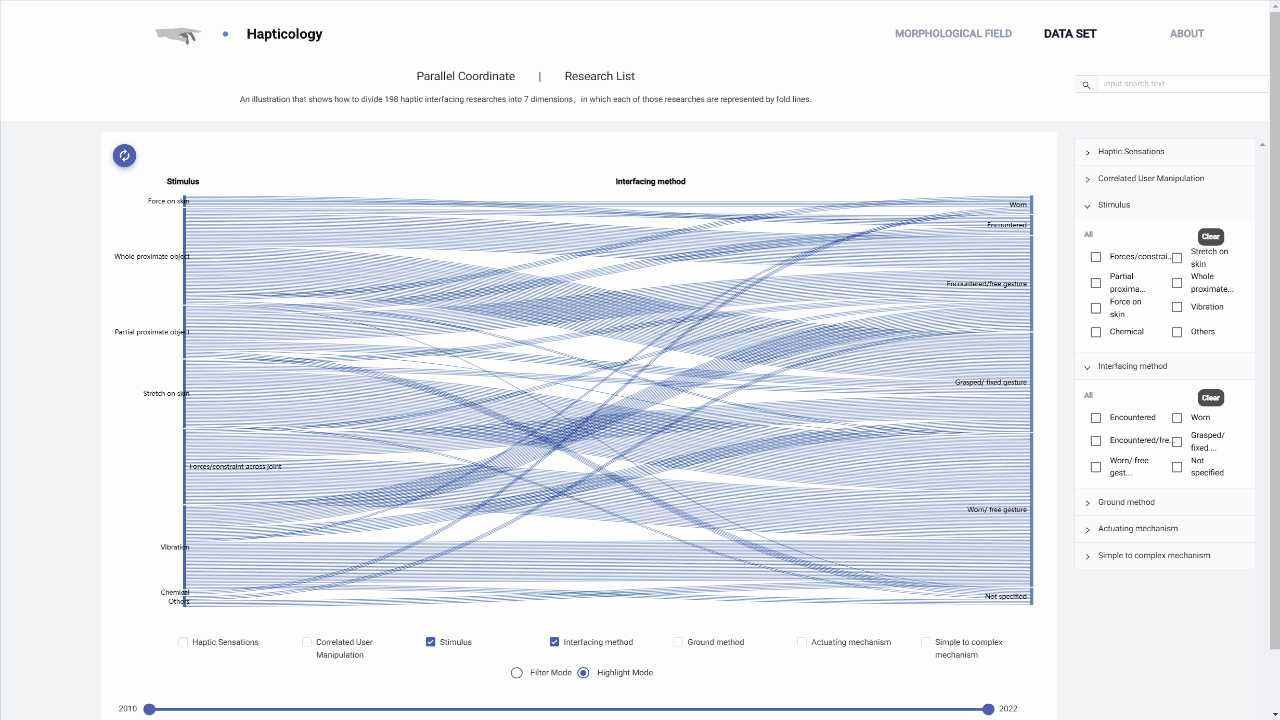 Hapticology
MORPHOLOGICAL FIELD
DATA SET
ABOUT
Parallel Coordinate | Research List
input search text
An illustration that shows how to divide 198 haptic interfacing researches into 7 dimensions, in which each of those researches are represented by fold lines.
Stimulus
Interfacing method
Force on skin
Whole proximate object
Partial proximate object
Stretch on skin
Forces/constraint across joint
Vibration
Chemical
Others
Worn
Encountered
Encountered/free gesture
Grasped/ fixed gesture
Worn/ free gesture
Not specified
Haptic Sensations
Correlated User
Manipulation
Stimulus
Interfacing method
Ground method
Actuating mechanism
Simple to complex
mechanism
Filter Mode
Highlight Mode
2010
2022
Haptic Sensations
Correlated User Manipulation
Stimulus
All
Clear
Forces/constrai...
Stretch on
skin
Partial
proxima...
Whole
proximate...
Force on
skin
Vibration
Chemical
Others
Interfacing method
All
Clear
Encountered
Worn
Encountered/fre...
Grasped/
fixed ...
Worn/ free
gest...
Not
specified
Ground method
Actuating mechanism
Simple to complex mechanism